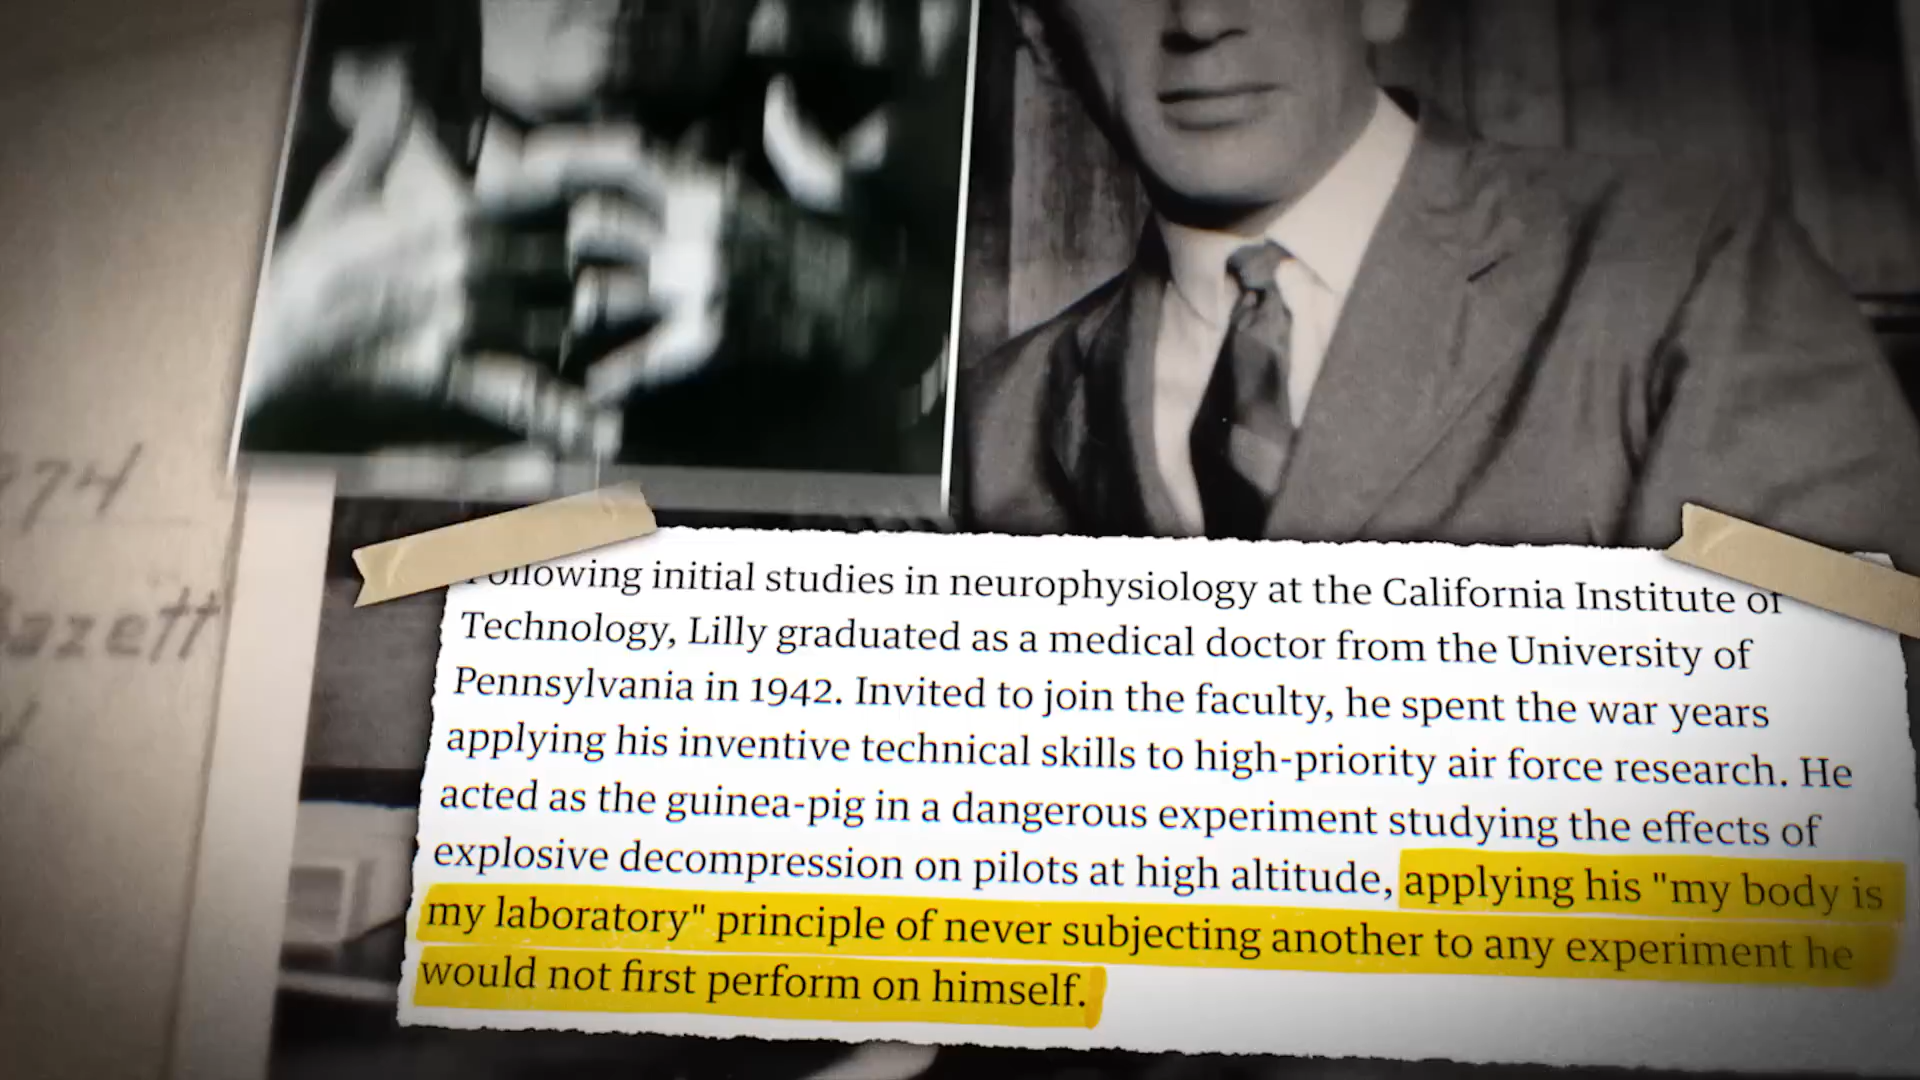 974
Bazett
Following initial studies in neurophysiology at the California Institute of
Technology, Lilly graduated as a medical doctor from the University of
Pennsylvania in 1942. Invited to join the faculty, he spent the war years
applying his inventive technical skills to high-priority air force research. He
acted as the guinea-pig in a dangerous experiment studying the effects of
explosive decompression on pilots at high altitude, applying his "my body is
my laboratory" principle of never subjecting another to any experiment he
would not first perform on himself.